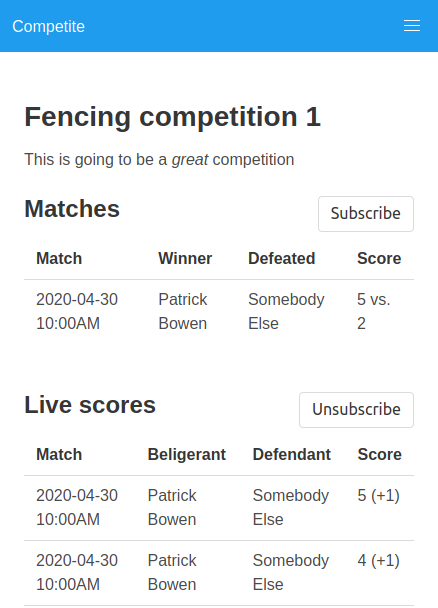 Competite
Fencing competition 1
This is going to be a great competition
Matches
Subscribe
Match Winner Defeated Score
2020-04-30 Patrick Somebody 5 vs.
10:00AM Bowen Else 2
Live scores
Unsubscribe
Match Beligerant Defendant Score
2020-04-30 Patrick Somebody 5 (+1)
10:00AM Bowen Else
2020-04-30 Patrick Somebody 4 (+1)
10:00AM Bowen Else